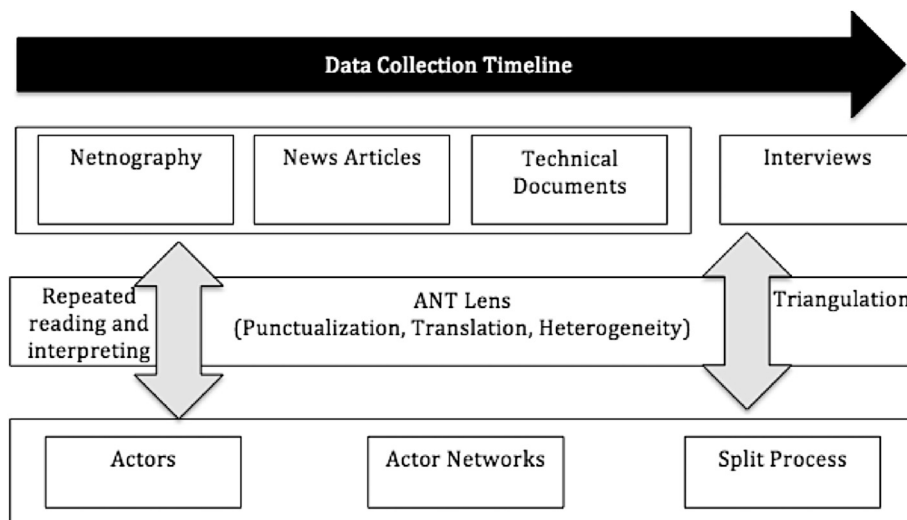 Data Collection Timeline
Netnography
News Articles
Technical
Documents
Interviews
Repeated
reading and
interpreting
ANT Lens
(Punctualization, Translation, Heterogeneity)
Triangulation
Actors
Actor Networks
Split Process